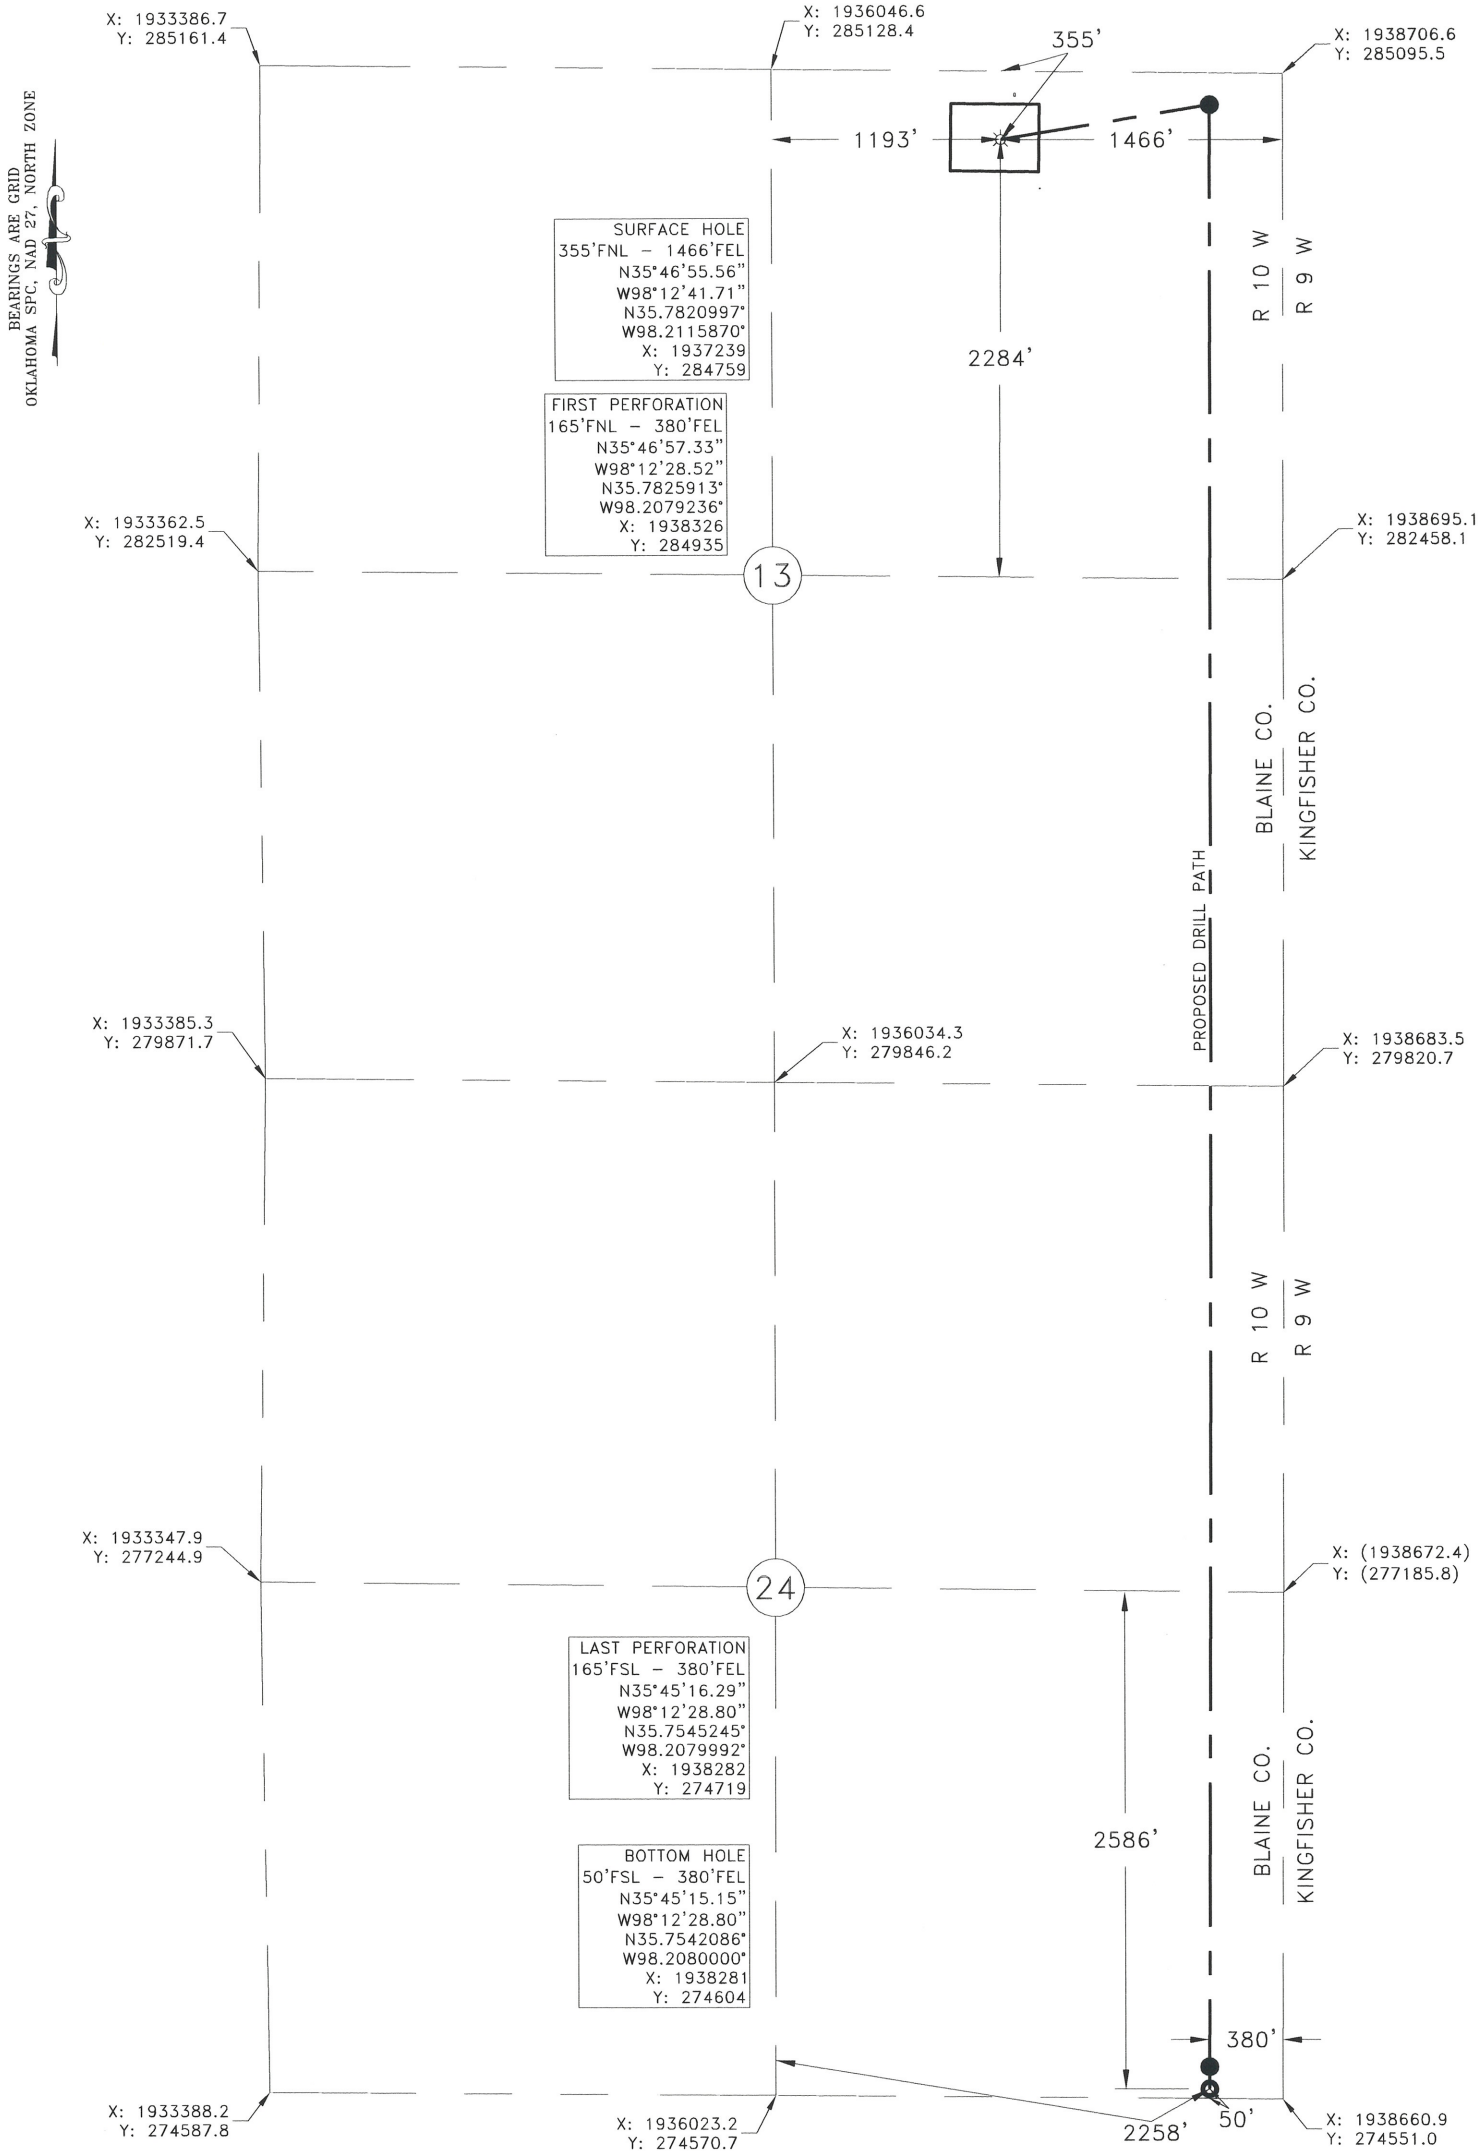 X: 1933386.7
Y: 285161.4
X: 1936046.6
Y: 285128.4
355'
X: 1938706.6
Y: 285095.5
BEARINGS ARE GRID
OKLAHOMA SPC, NAD 27, NORTH ZONE
1193'
1466'
SURFACE HOLE
355'FNL - 1466'FEL
N35°46'55.56"
W98°12'41.71"
N35.7820997°
W98.2115870°
X: 1937239
Y: 284759
R 10 W
R 9 W
2284'
FIRST PERFORATION
165'FNL - 380'FEL
N35°46'57.33"
W98°12'28.52"
N35.7825913°
W98.2079236°
X: 1938326
Y: 284935
X: 1933362.5
Y: 282519.4
X: 1938695.1
Y: 282458.1
13
BLAINE CO.
KINGFISHER CO.
PROPOSED DRILL PATH
X: 1933385.3
Y: 279871.7
X: 1936034.3
Y: 279846.2
X: 1938683.5
Y: 279820.7
R 10 W
R 9 W
X: 1933347.9
Y: 277244.9
X: (1938672.4)
Y: (277185.8)
24
LAST PERFORATION
165'FSL - 380'FEL
N35°45'16.29"
W98°12'28.80"
N35.7545245°
W98.2079992°
X: 1938282
Y: 274719
BLAINE CO.
KINGFISHER CO.
2586'
BOTTOM HOLE
50'FSL - 380'FEL
N35°45'15.15"
W98°12'28.80"
N35.7542086°
W98.2080000°
X: 1938281
Y: 274604
380'
X: 1933388.2
Y: 274587.8
X: 1936023.2
Y: 274570.7
2258'
50'
X: 1938660.9
Y: 274551.0